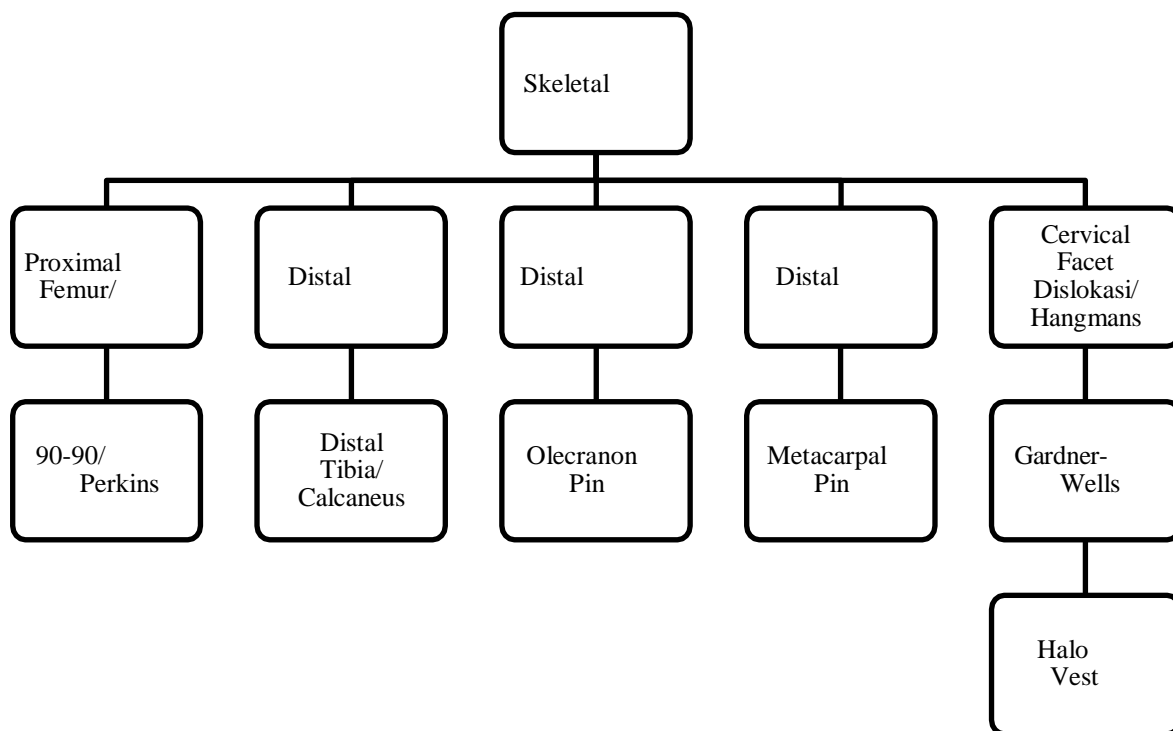 Skeletal
Proximal
Femur/
Distal
Distal
Distal
Cervical
Facet
Dislokasi/
Hangmans
90-90/
Perkins
Distal
Tibia/
Calcaneus
Olecranon
Pin
Metacarpal
Pin
Gardner-
Wells
Halo
Vest